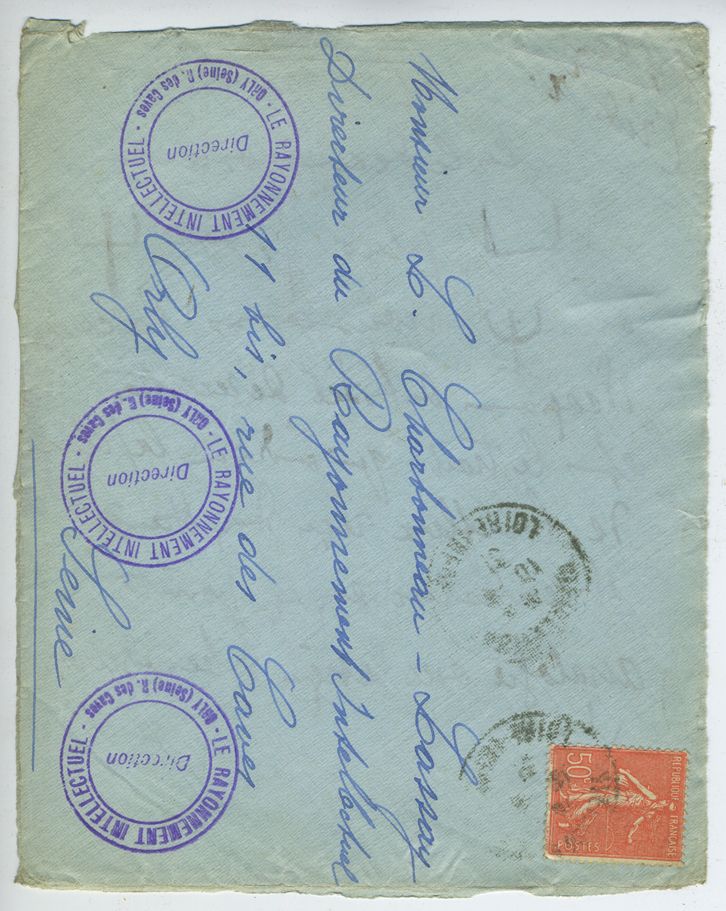 Monsieur L. Charbonneau-Lassay
Directeur du Rayonnement Intellectuel
11 bis, rue des Caves
Orly
Seine
LE RAYONNEMENT INTELLECTUEL -
ORLY (Seine) R. des Caves -
Direction
LE RAYONNEMENT INTELLECTUEL -
ORLY (Seine) R. des Caves -
Direction
LE RAYONNEMENT INTELLECTUEL -
ORLY (Seine) R. des Caves -
Direction
REPUBLIQUE FRANÇAISE
50c
POSTES